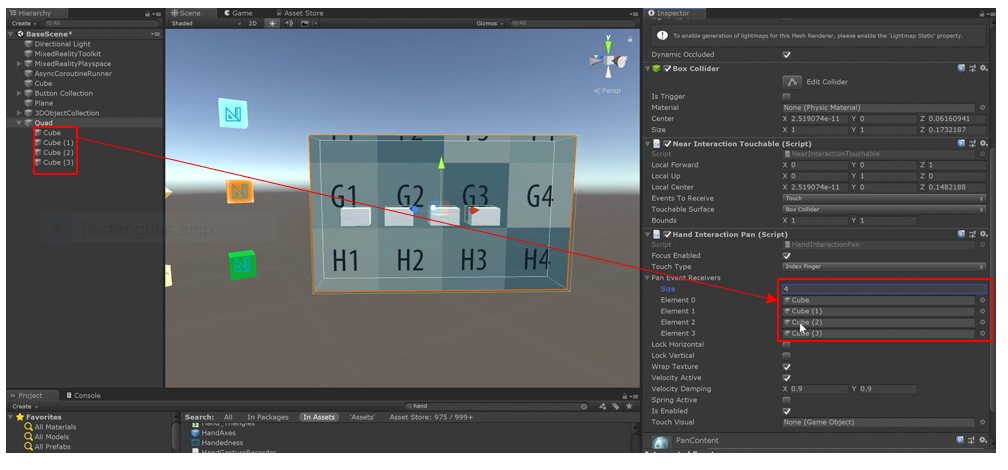 Hierarchy
Create
All
BaseScene*
Directional Light
MixedRealityToolkit
MixedRealityPlayspace
AsyncCoroutineRunner
Cube
Button Collection
Plane
3DObjectCollection
Quad
Cube
Cube (1)
Cube (2)
Cube (3)
Scene Game Asset Store
Shaded 2D Gizmos All
y
Persp
G1 G2 G3 G4
H1 H2 H3 H4
Rectangular Snip
Inspector
To enable generation of lightmaps for this Mesh Renderer, please enable the 'Lightmap Static' property.
Dynamic Occluded
Box Collider
Edit Collider
Is Trigger
Material None (Physic Material)
Center X 2.519074e-11 Y 0 Z 0.06160941
Size X 1 Y 1 Z 0.1732187
Near Interaction Touchable (Script)
Script NearInteractionTouchable
Local Forward X 0 Y 0 Z 1
Local Up X 0 Y 1 Z 0
Local Center X 2.519074e-11 Y 0 Z 0.1482188
Events To Receive Touch
Touchable Surface Box Collider
Bounds X 1 Y 1
Hand Interaction Pan (Script)
Script HandInteractionPan
Focus Enabled
Touch Type Index Finger
Pan Event Receivers
Size 4
Element 0 Cube
Element 1 Cube (1)
Element 2 Cube (2)
Element 3 Cube (3)
Lock Horizontal
Lock Vertical
Wrap Texture
Velocity Active
Velocity Damping X 0.9 Y 0.9
Spring Active
Is Enabled
Touch Visual None (Game Object)
PanContent
Project Console
Create hand
Favorites
All Materials
All Models
All Prefabs
Search: All In Packages In Assets 'Assets' Asset Store: 975 / 999+
Hand_Triangles
HandAxes
Handedness
HandGestureRecorder